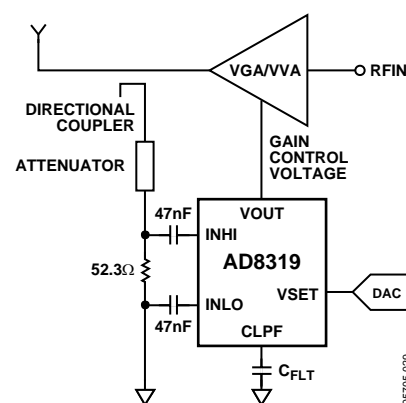 VGA/VVA
RFIN
DIRECTIONAL
COUPLER
ATTENUATOR
GAIN
CONTROL
VOLTAGE
47nF
VOUT
INHI
AD8319
52.3Ω
VSET
DAC
INLO
47nF
CLPF
CFLT